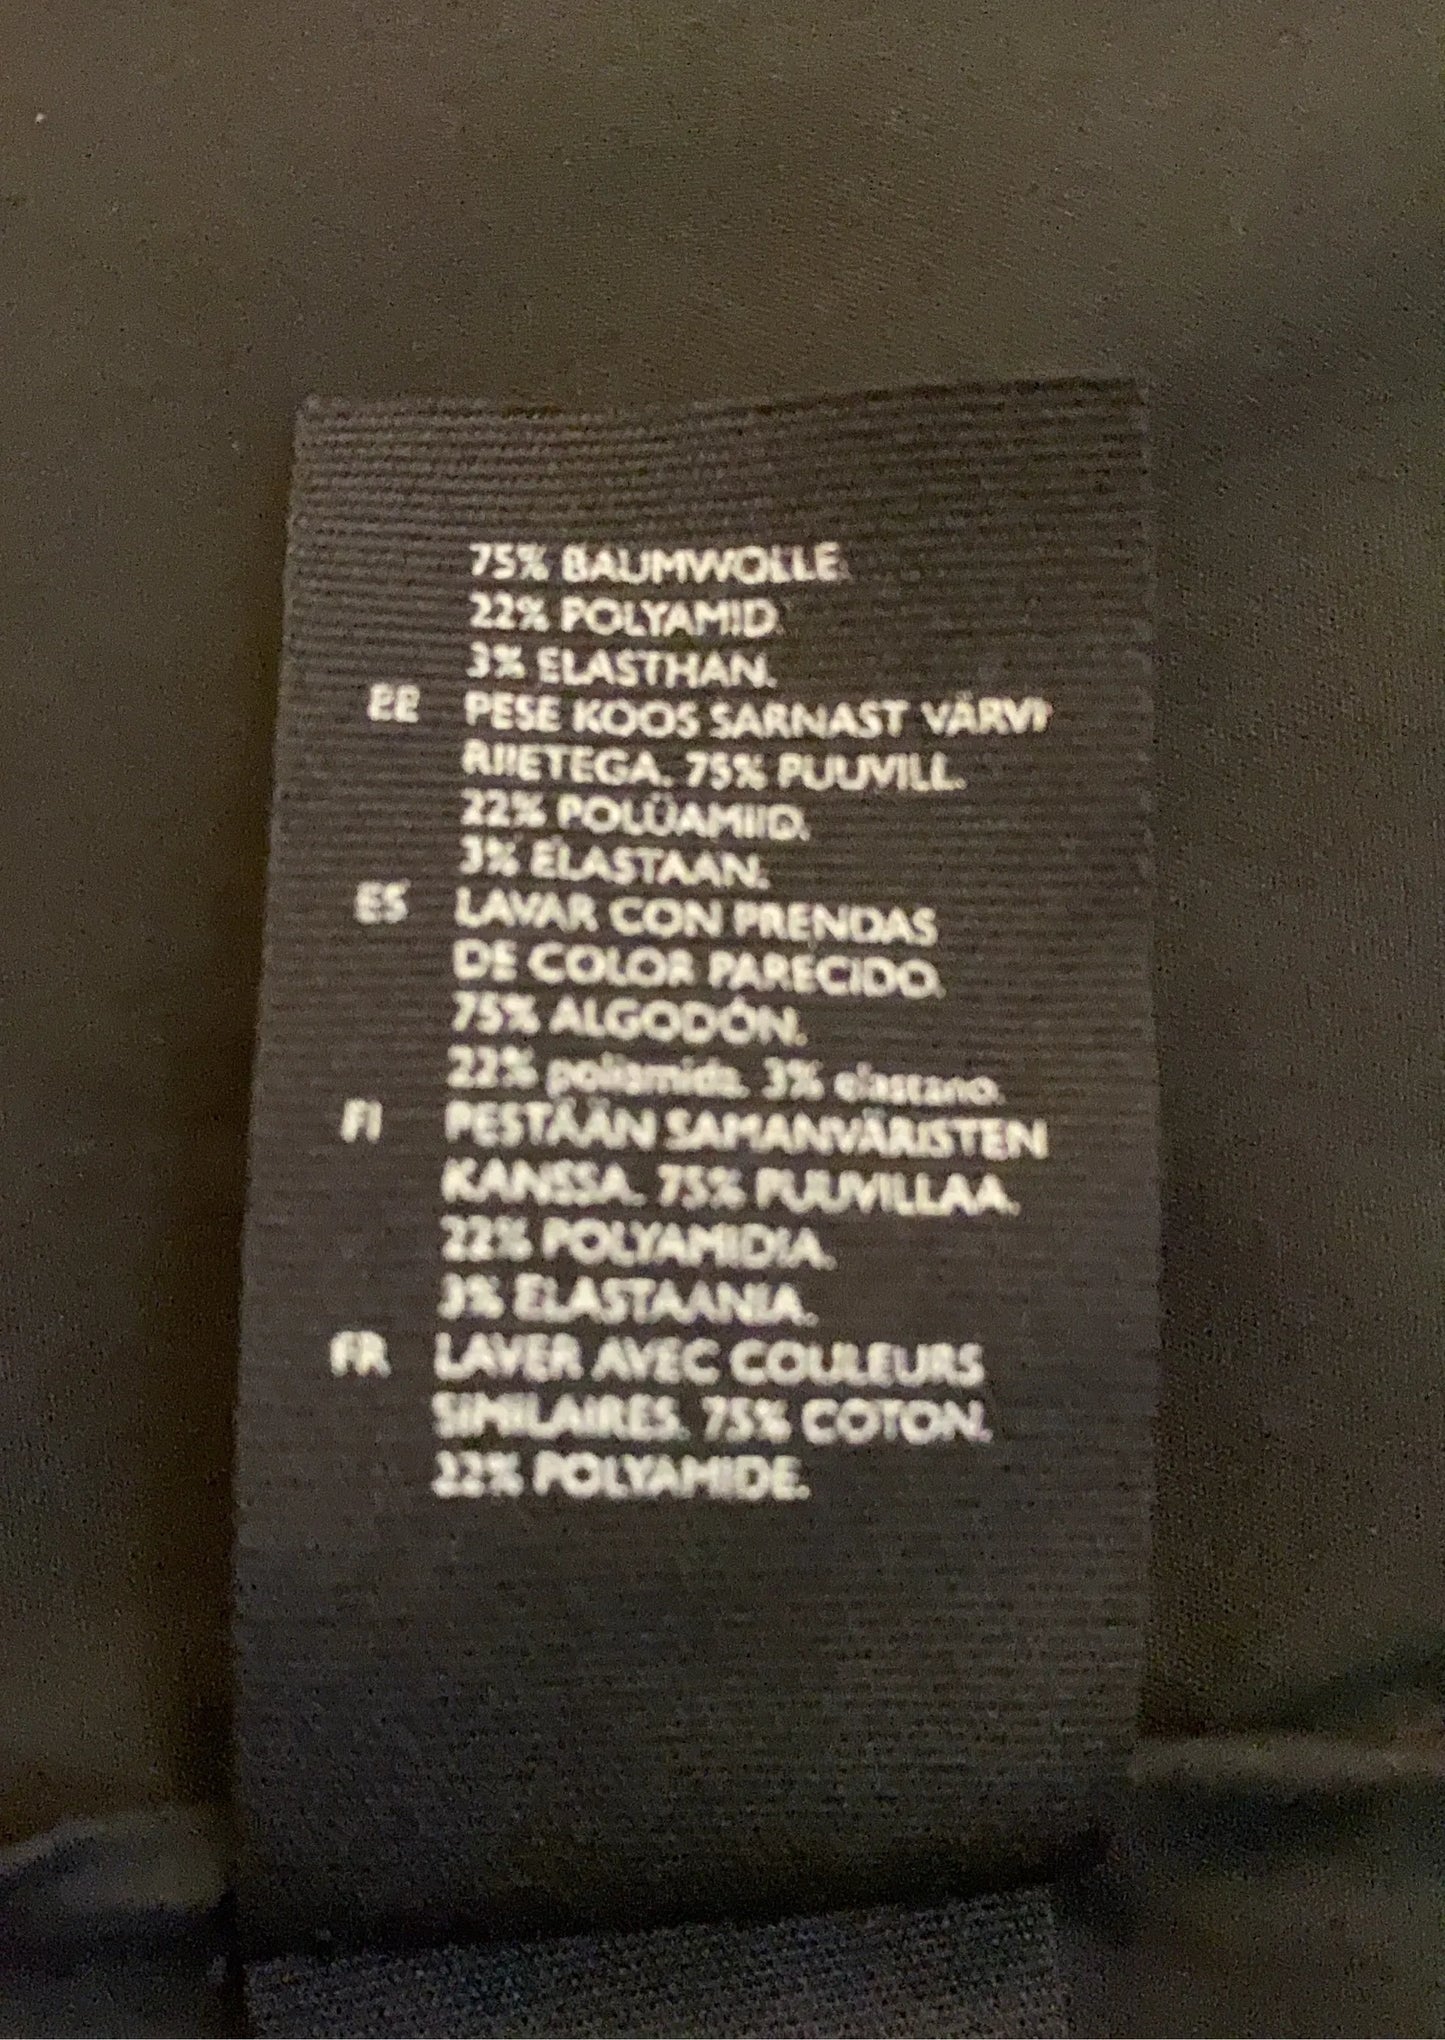 75% BAUMWOLLE.
22% POLYAMID.
3% ELASTHAN.
EE PESE KOOS SARNAST VÄRVI
RIIETEGA. 75% PUUVILL.
22% POLÜAMIID.
3% ELASTAAN.
ES LAVAR CON PRENDAS
DE COLOR PARECIDO.
75% ALGODÓN.
22% poliamida. 3% elastano.
FI PESTÄÄN SAMANVÄRISTEN
KANSSA. 75% PUUVILLAA.
22% POLYAMIDIA.
3% ELASTAANIA.
FR LAVER AVEC COULEURS
SIMILAIRES. 75% COTON.
22% POLYAMIDE.